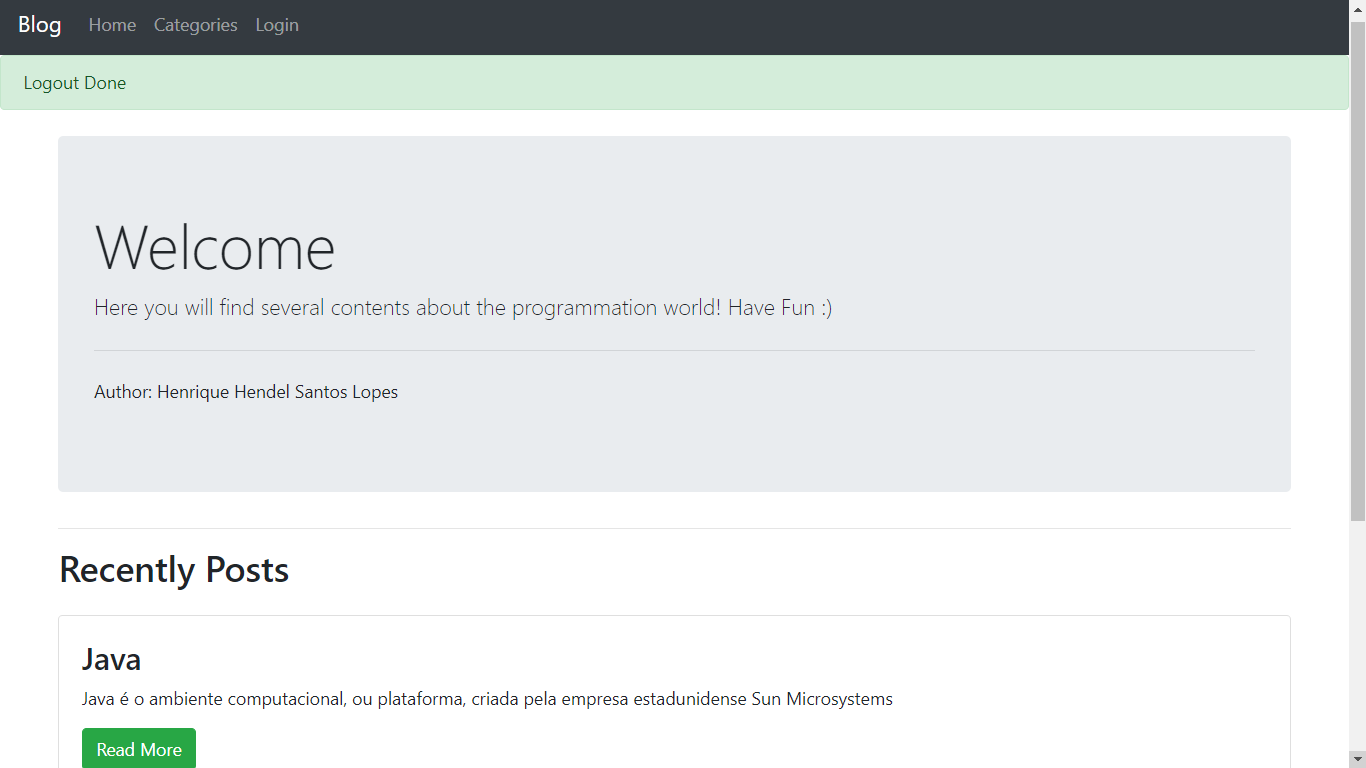 Blog Home Categories Login
Logout Done
Welcome
Here you will find several contents about the programmation world! Have Fun :)
Author: Henrique Hendel Santos Lopes
Recently Posts
Java
Java é o ambiente computacional, ou plataforma, criada pela empresa estadunidense Sun Microsystems
Read More